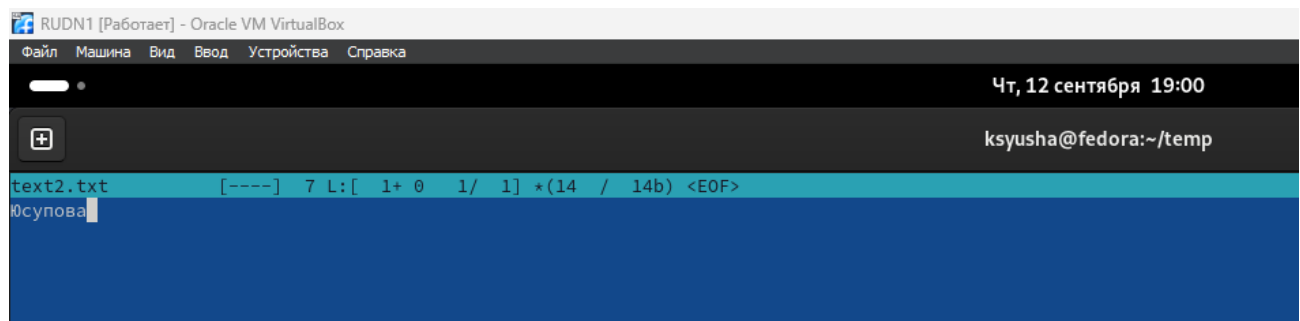 RUDN1 [Работает] - Oracle VM VirtualBox
Файл Машина Вид Ввод Устройства Справка
Чт, 12 сентября 19:00
ksyusha@fedora:~/temp
text2.txt [----] 7 L:[ 1+ 0 1/ 1] *(14 / 14b) <EOF>
Юсупова